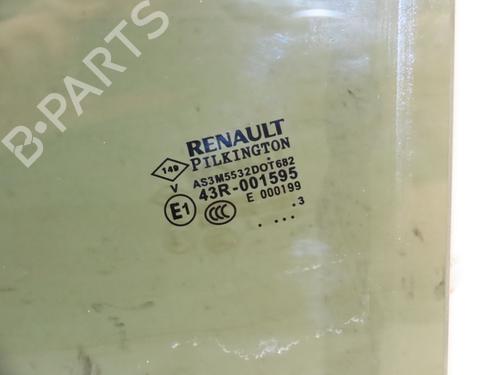 B-PARTS
RENAULT
PILKINGTON
149
V
AS3M5532DOT682
43R-001595
E1
CCC
E 000199
. ...3